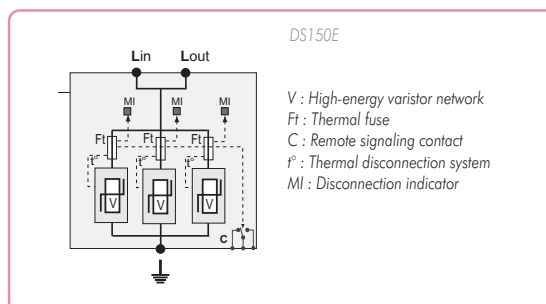 DS150E
Lin Lout
MI MI MI
Ft Ft Ft
t° t° t°
V V V
C
V : High-energy varistor network
Ft : Thermal fuse
C : Remote signaling contact
t° : Thermal disconnection system
MI : Disconnection indicator